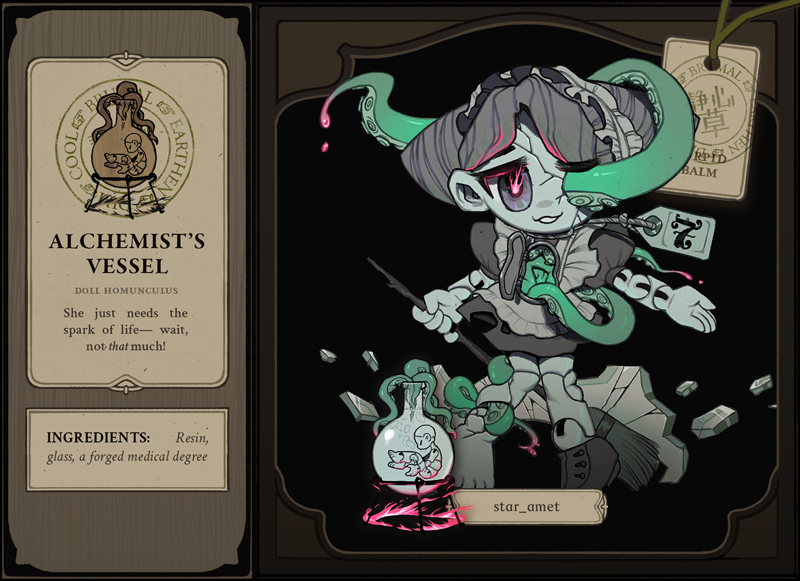 COOL BRUMAL EARTHEN
ALCHEMIST'S
VESSEL
DOLL HOMUNCULUS
She just needs the
spark of life— wait,
not that much!
INGREDIENTS: Resin,
glass, a forged medical degree
静心
草
BALM
7
star_amet